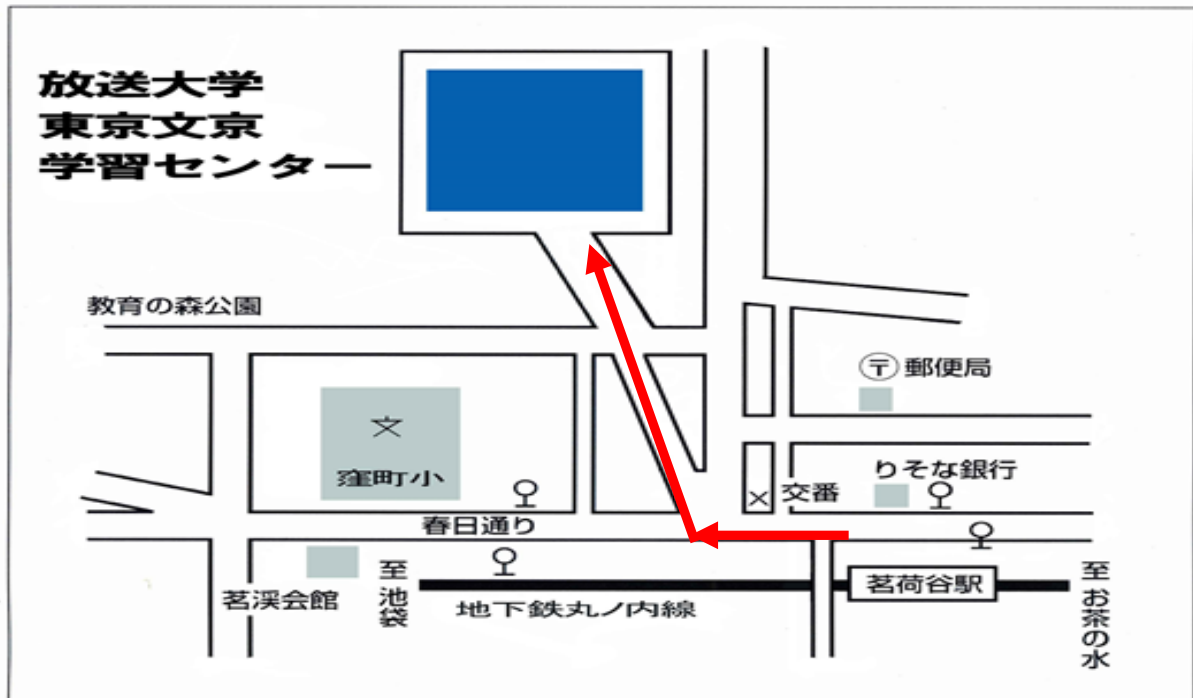 放送大学
東京文京
学習センター
教育の森公園
〒郵便局
文
窪町小
りそな銀行
交番
春日通り
茗渓会館
至池袋
地下鉄丸ノ内線
茗荷谷駅
至お茶の水